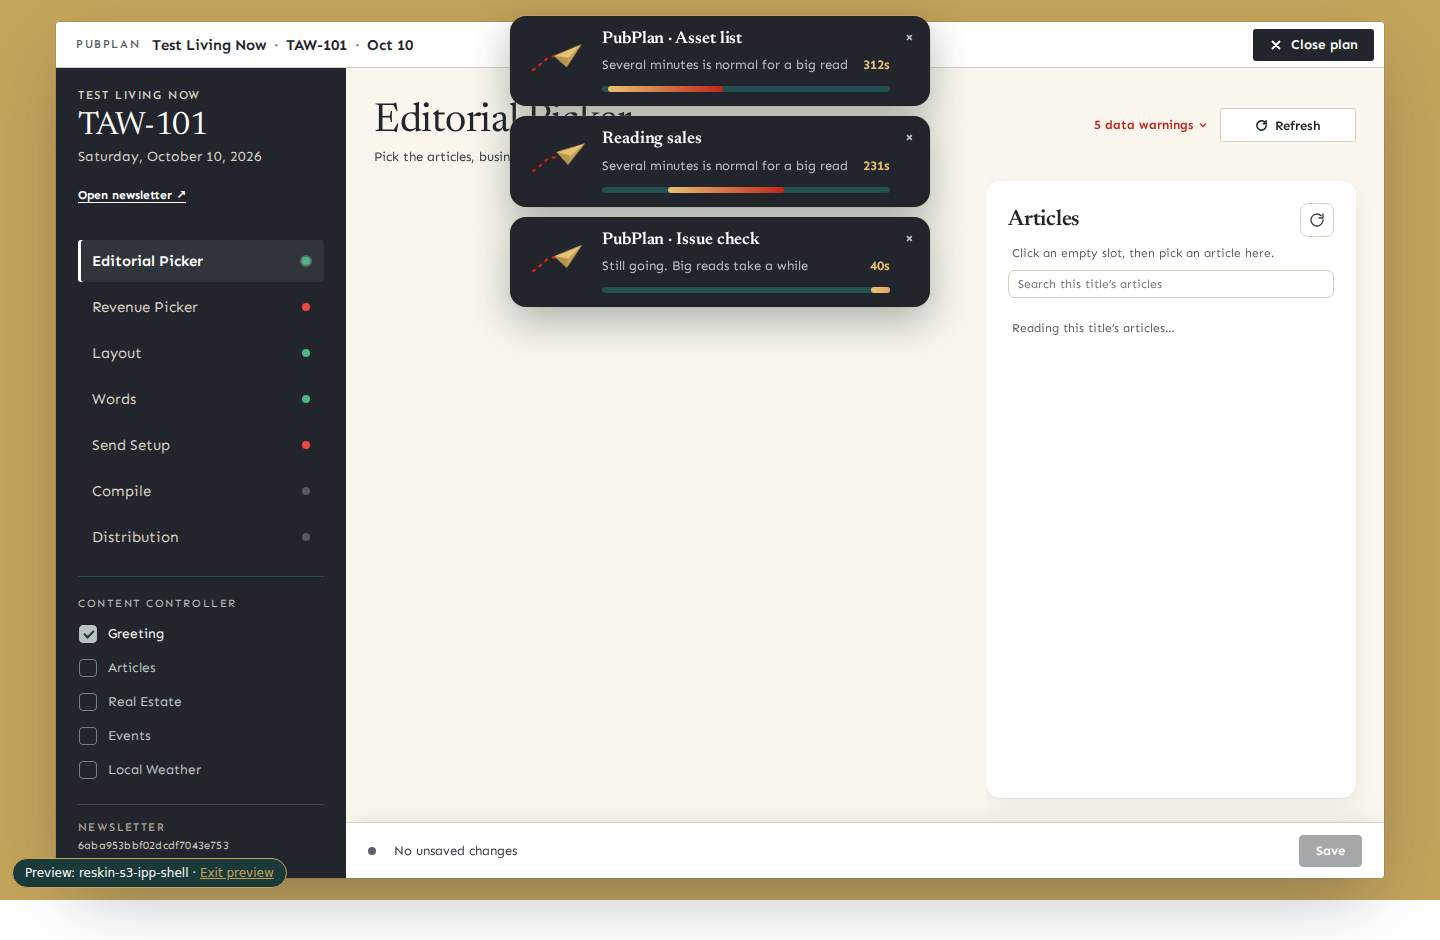 PUBPLAN Test Living Now · TAW-101 · Oct 10
Close plan
PubPlan · Asset list
Several minutes is normal for a big read 312s
Reading sales
Several minutes is normal for a big read 231s
PubPlan · Issue check
Still going. Big reads take a while 40s
TEST LIVING NOW
TAW-101
Saturday, October 10, 2026
Open newsletter ↗
Editorial Picker
Revenue Picker
Layout
Words
Send Setup
Compile
Distribution
CONTENT CONTROLLER
Greeting
Articles
Real Estate
Events
Local Weather
NEWSLETTER
6aba953bbf02dcdf7043e753
Preview: reskin-s3-ipp-shell · Exit preview
Editorial Picker
Pick the articles, busin
5 data warnings
Refresh
Articles
Click an empty slot, then pick an article here.
Search this title's articles
Reading this title's articles…
No unsaved changes
Save